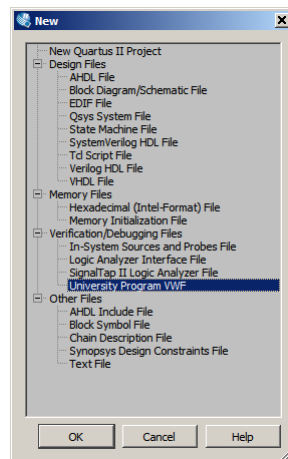 New
New Quartus II Project
Design Files
AHDL File
Block Diagram/Schematic File
EDIF File
Qsys System File
State Machine File
SystemVerilog HDL File
Tcl Script File
Verilog HDL File
VHDL File
Memory Files
Hexadecimal (Intel-Format) File
Memory Initialization File
Verification/Debugging Files
In-System Sources and Probes File
Logic Analyzer Interface File
SignalTap II Logic Analyzer File
University Program VWF
Other Files
AHDL Include File
Block Symbol File
Chain Description File
Synopsys Design Constraints File
Text File
OK Cancel Help